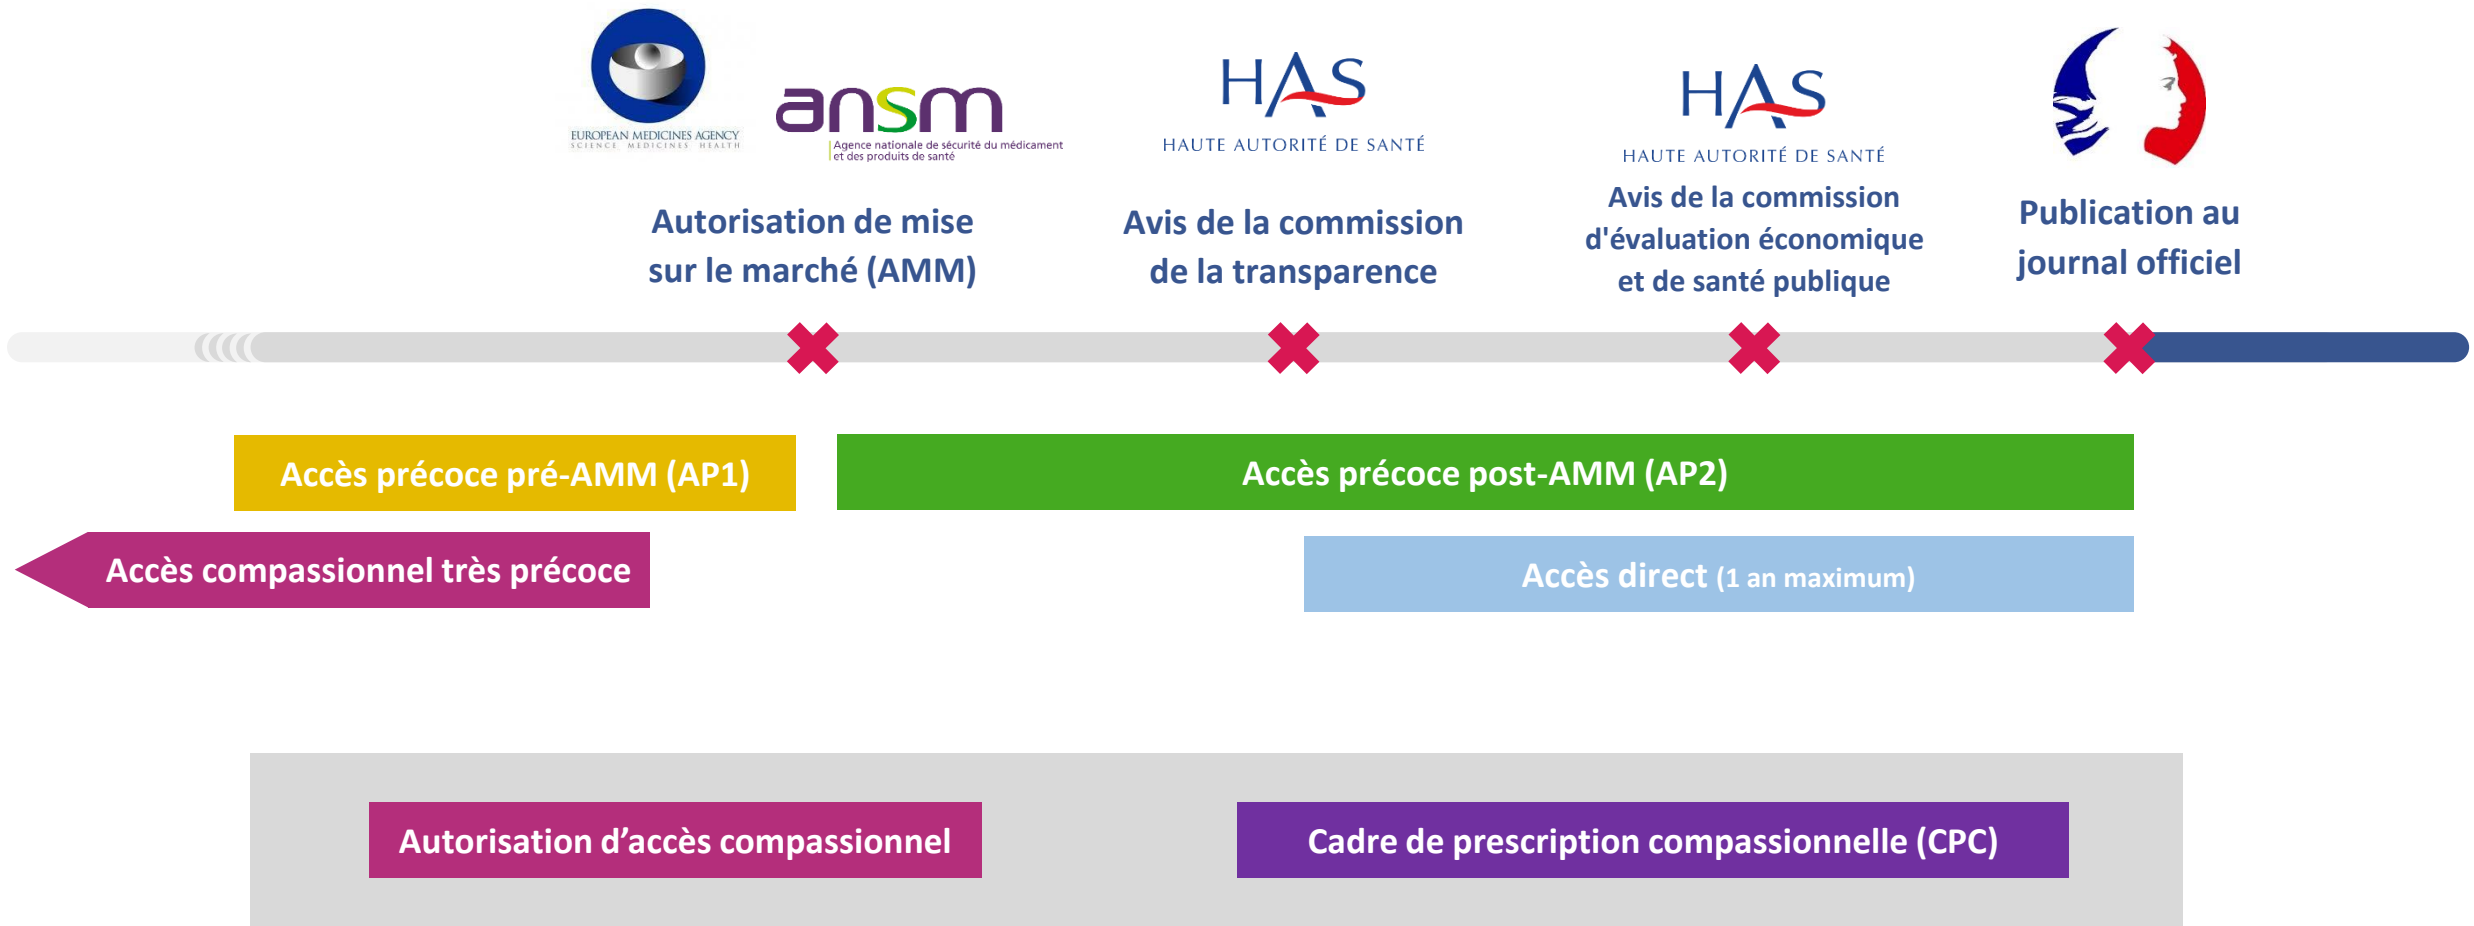 EUROPEAN MEDICINES AGENCY
SCIENCE MEDICINES HEALTH
ansm
Agence nationale de sécurité du médicament
et des produits de santé
HAS
HAUTE AUTORITÉ DE SANTÉ
HAS
HAUTE AUTORITÉ DE SANTÉ
Autorisation de mise
sur le marché (AMM)
Avis de la commission
de la transparence
Avis de la commission
d'évaluation économique
et de santé publique
Publication au
journal officiel
Accès précoce pré-AMM (AP1)
Accès précoce post-AMM (AP2)
Accès compassionnel très précoce
Accès direct (1 an maximum)
Autorisation d’accès compassionnel
Cadre de prescription compassionnelle (CPC)